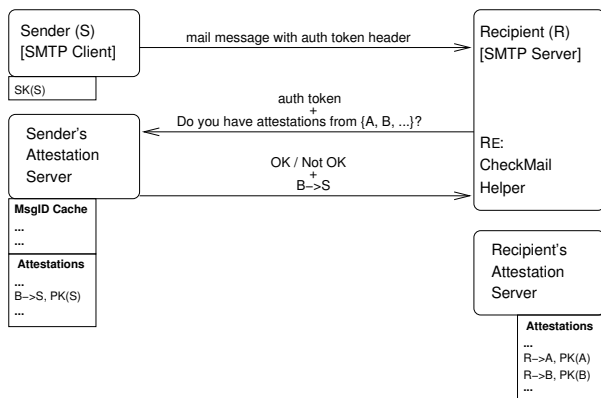 Sender (S)
[SMTP Client]
SK(S)
mail message with auth token header
Recipient (R)
[SMTP Server]
auth token
+
Do you have attestations from {A, B, ...}?
Sender's
Attestation
Server
OK / Not OK
+
B->S
RE:
CheckMail
Helper
MsgID Cache
...
...
Attestations
...
B->S, PK(S)
...
Recipient's
Attestation
Server
Attestations
...
R->A, PK(A)
R->B, PK(B)
...